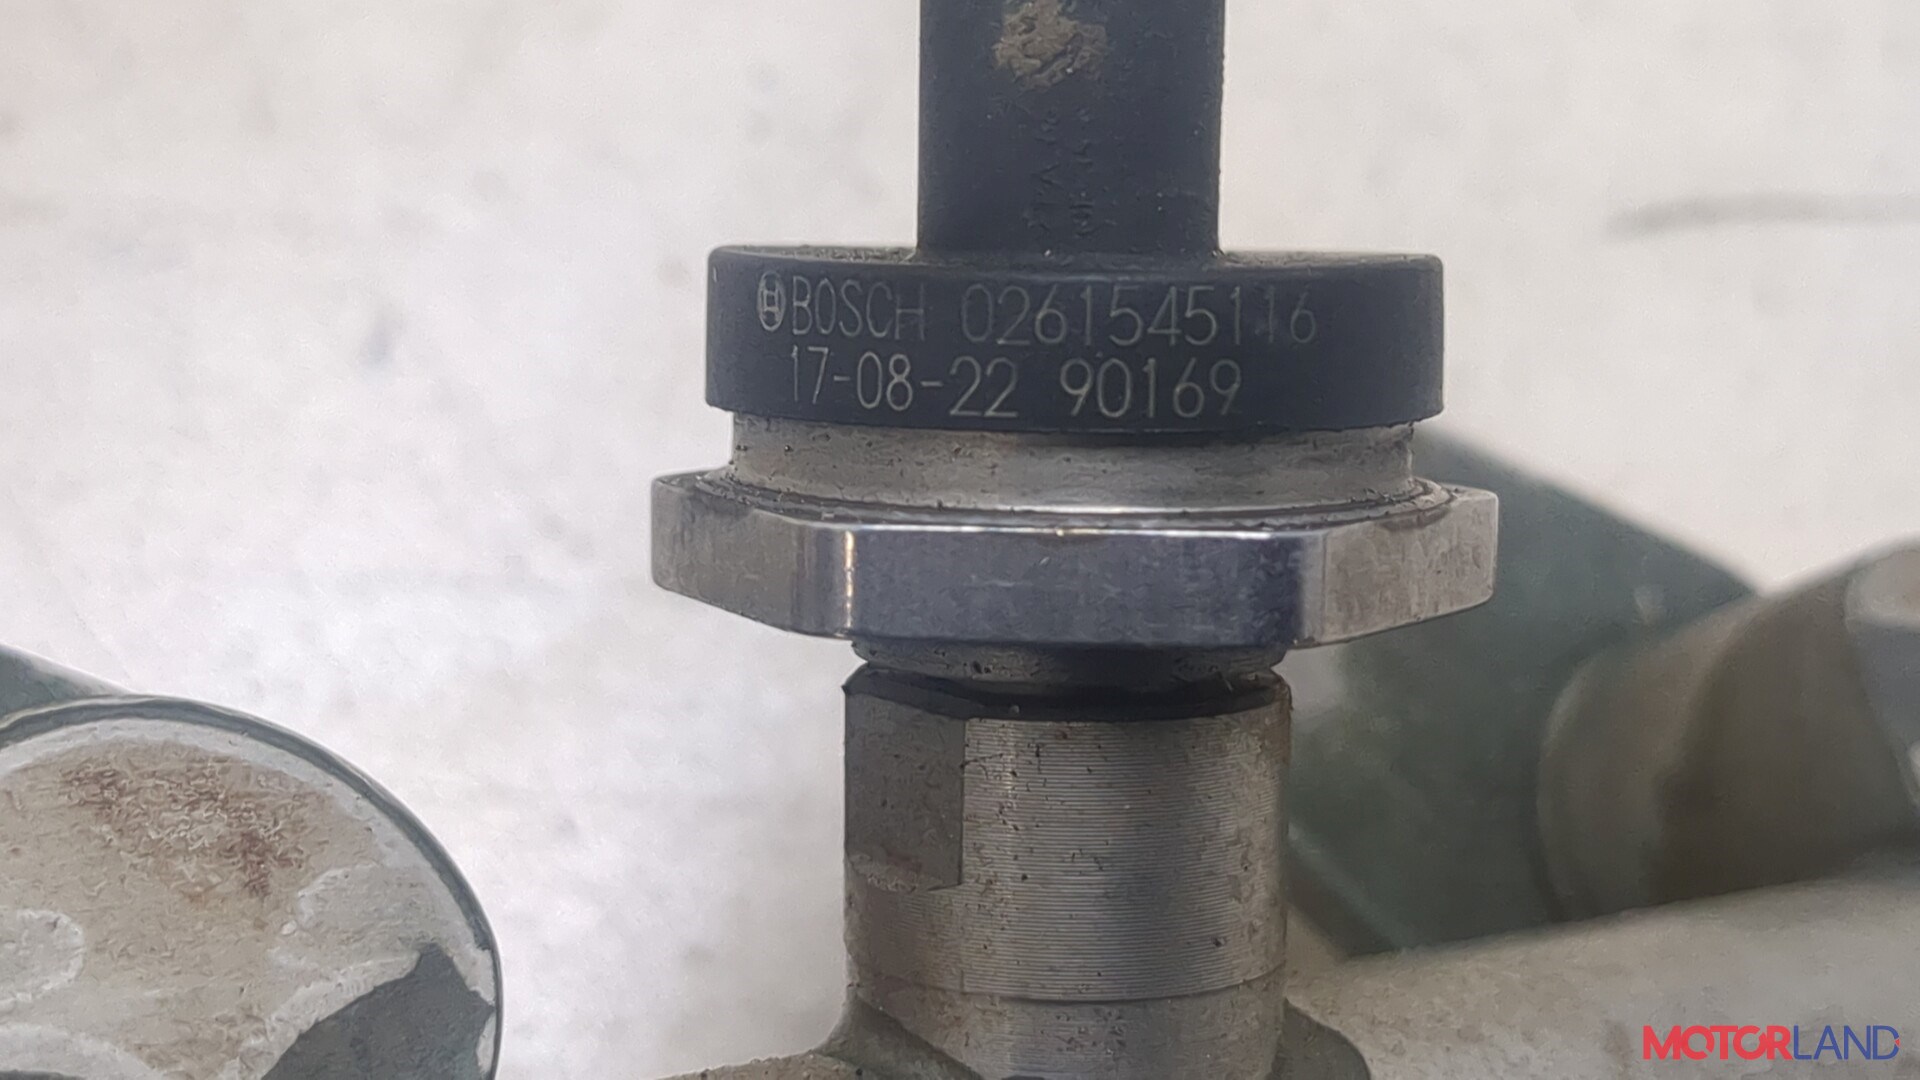 BOSCH 0261545116
17-08-22 90169
MOTORLAND